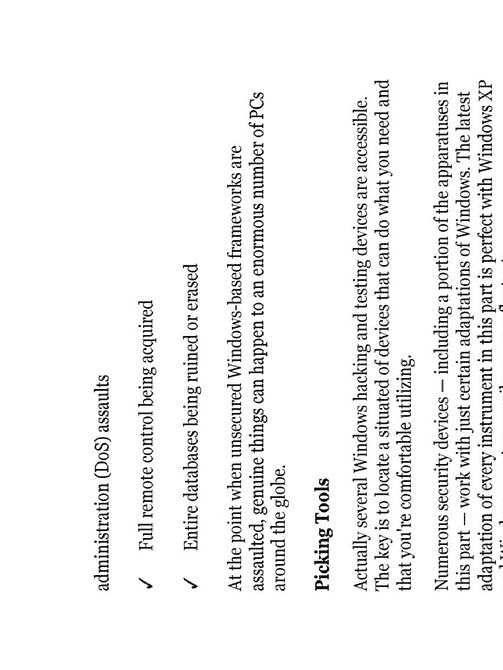 administration (DoS) assaults
✓ Full remote control being acquired
✓ Entire databases being ruined or erased
At the point when unsecured Windows-based frameworks are
assaulted, genuine things can happen to an enormous number of PCs
around the globe.
Picking Tools
Actually several Windows hacking and testing devices are accessible.
The key is to locate a situated of devices that can do what you need and
that you're comfortable utilizing.
Numerous security devices — including a portion of the apparatuses in
this part — work with just certain adaptations of Windows. The latest
adaptation of every instrument in this part is perfect with Windows XP